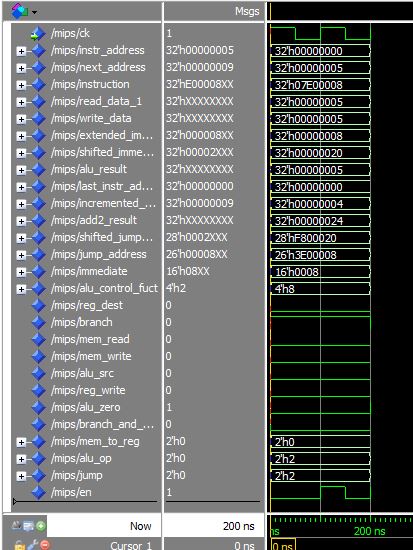 Msgs
/mips/ck 1
/mips/instr_address 32'h00000005 32'h00000000
/mips/next_address 32'h00000009 32'h00000005
/mips/instruction 32'hE00008XX 32'h07E00008
/mips/read_data_1 32'hXXXXXXXX 32'h00000005
/mips/write_data 32'hXXXXXXXX 32'h00000005
/mips/extended_im... 32'h000008XX 32'h00000008
/mips/shifted_imme... 32'h00002XXX 32'h00000020
/mips/alu_result 32'hXXXXXXXX 32'h00000005
/mips/last_instr_ad... 32'h00000000 32'h00000000
/mips/incremented_... 32'h00000009 32'h00000004
/mips/add2_result 32'hXXXXXXXX 32'h00000024
/mips/shifted_jump... 28'h0002XXX 28'hF800020
/mips/jump_address 26'h00008XX 26'h3E00008
/mips/immediate 16'h08XX 16'h0008
/mips/alu_control_fuct 4'h2 4'h8
/mips/reg_dest 0
/mips/branch 0
/mips/mem_read 0
/mips/mem_write 0
/mips/alu_src 0
/mips/reg_write 0
/mips/alu_zero 1
/mips/branch_and_... 0
/mips/mem_to_reg 2'h0 2'h0
/mips/alu_op 2'h0 2'h2
/mips/jump 2'h0 2'h2
/mips/en 1
Now 200 ns ns 200 ns
Cursor 1 0 ns 0 ns